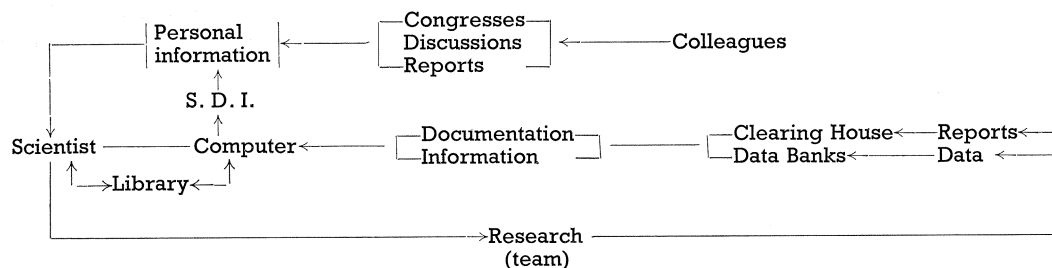 Personal information
Congresses
Discussions
Reports
Colleagues
S. D. I.
Scientist
Computer
Documentation
Information
Clearing House
Reports
Data Banks
Data
Library
Research
(team)